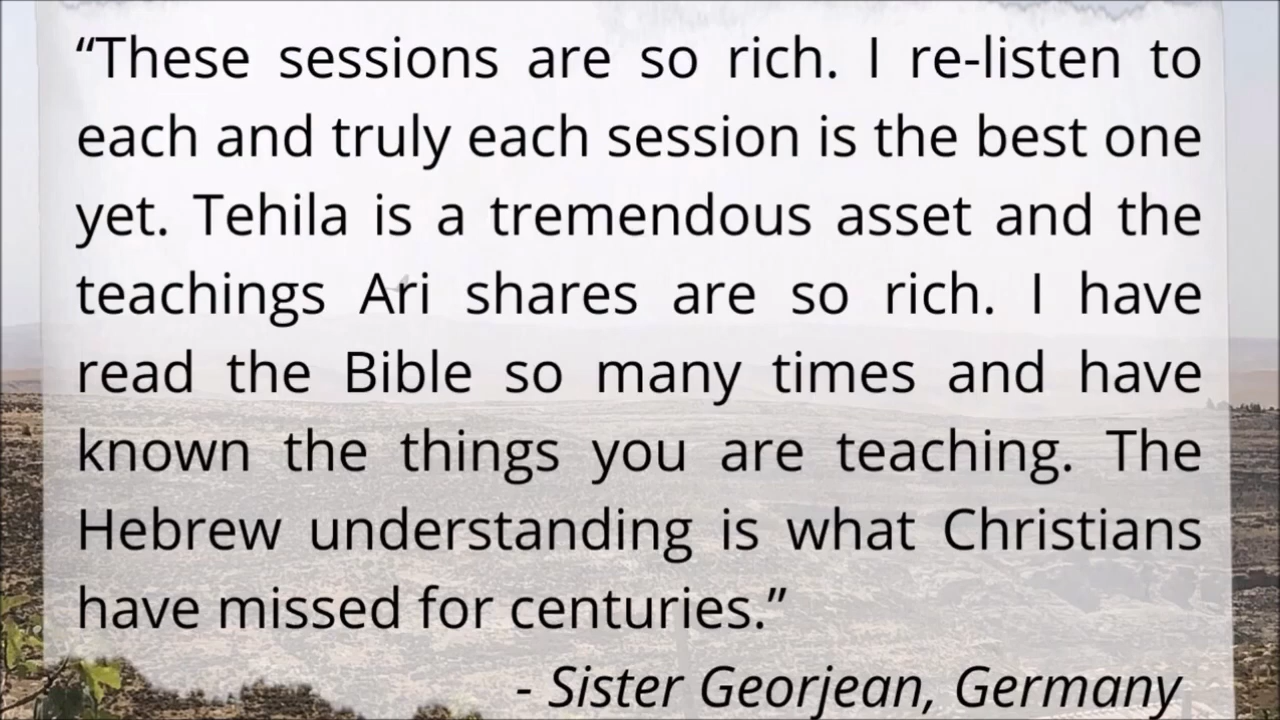 “These sessions are so rich. I re-listen to
each and truly each session is the best one
yet. Tehila is a tremendous asset and the
teachings Ari shares are so rich. I have
read the Bible so many times and have
known the things you are teaching. The
Hebrew understanding is what Christians
have missed for centuries.”
- Sister Georjean, Germany